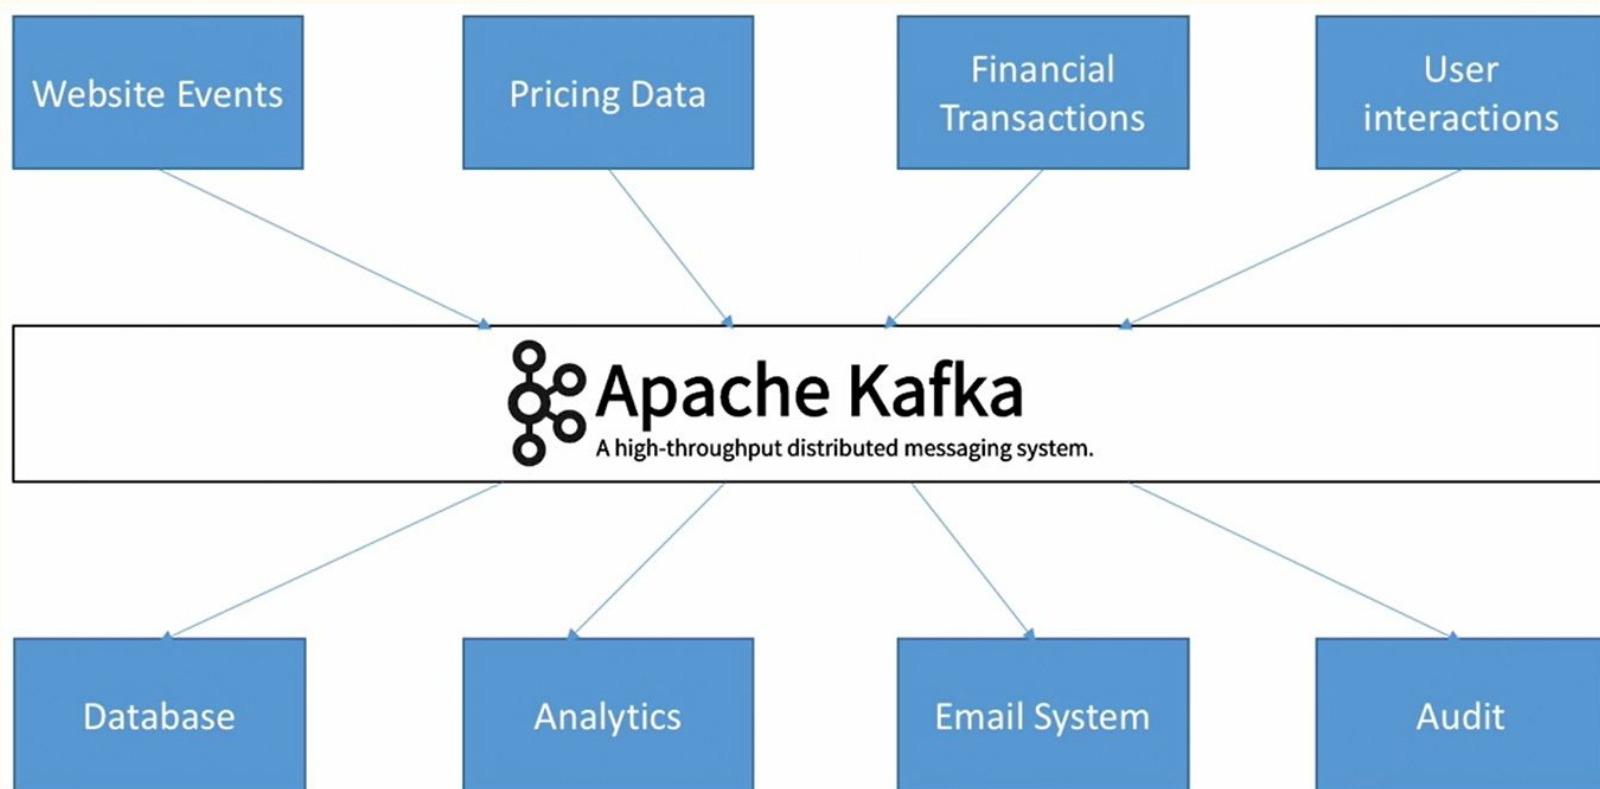 Website Events
Pricing Data
Financial
Transactions
User
interactions
Apache Kafka
A high-throughput distributed messaging system.
Database
Analytics
Email System
Audit